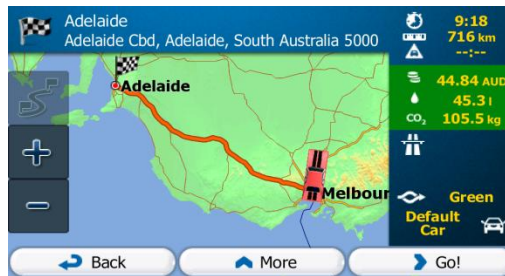 Adelaide
Adelaide Cbd, Adelaide, South Australia 5000
9:18
716 km
--:--
Adelaide
44.84 AUD
45.3 l
CO₂ 105.5 kg
Melbour
Green
Default
Car
Back
More
Go!